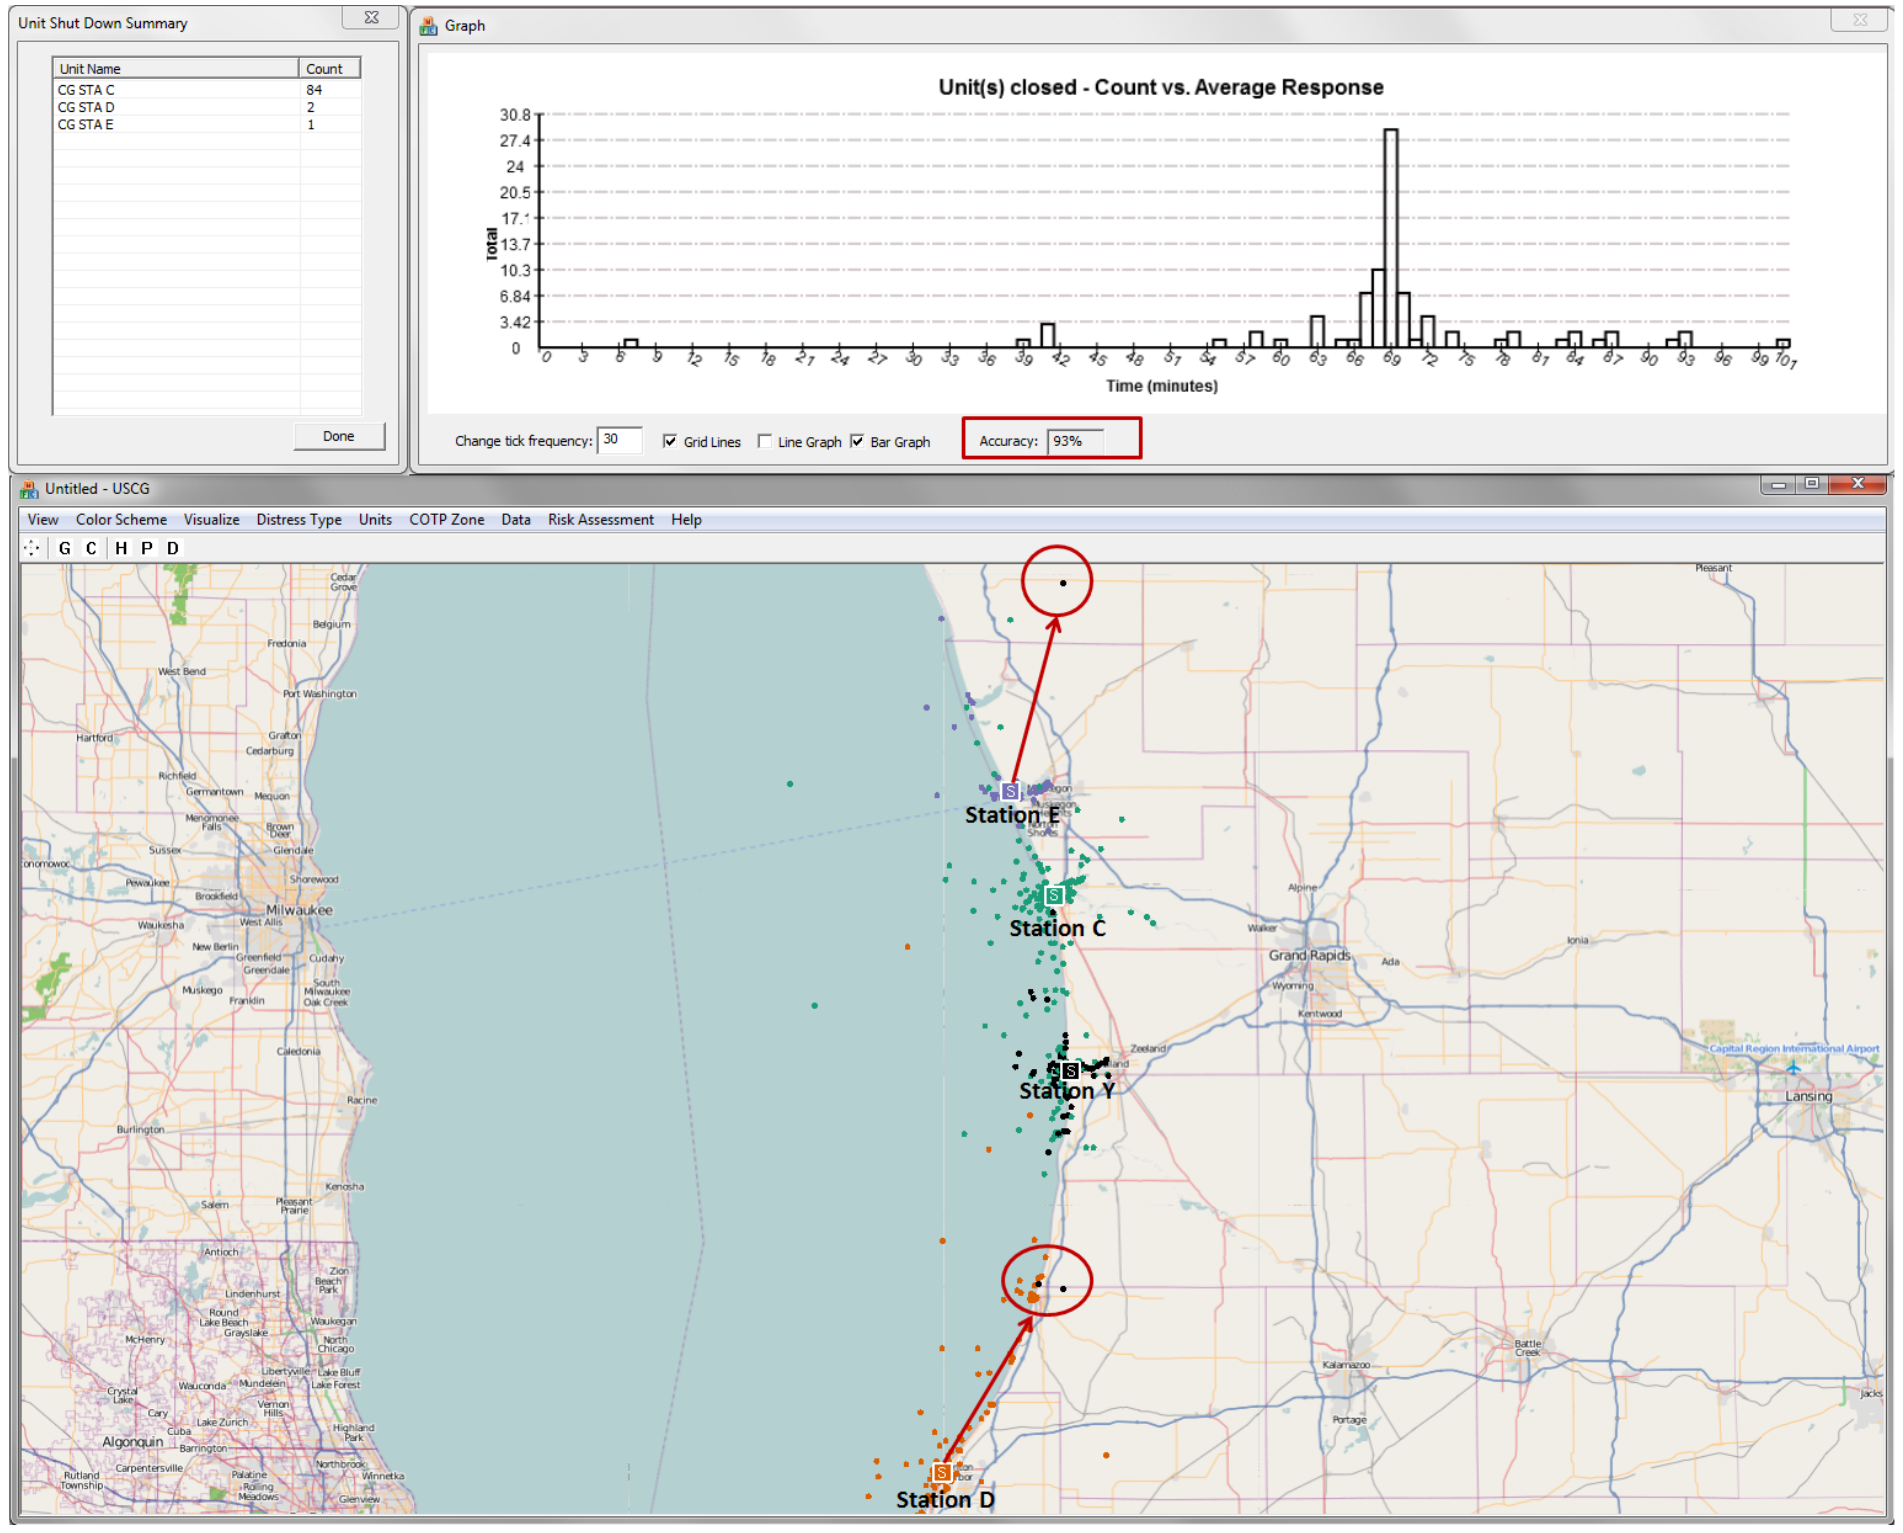 Unit Shut Down Summary
Unit Name Count
CG STA C 84
CG STA D 2
CG STA E 1
Done
Graph
Unit(s) closed - Count vs. Average Response
30.8
27.4
24
20.5
17.1
13.7
10.3
6.84
3.42
0
Total
0 3 6 9 12 15 18 21 24 27 30 33 36 39 42 45 48 51 54 57 60 63 66 69 72 75 78 81 84 87 90 93 96 99 101
Time (minutes)
Change tick frequency: 30 Grid Lines Line Graph Bar Graph Accuracy: 93%
Untitled - USCG
View Color Scheme Visualize Distress Type Units COTP Zone Data Risk Assessment Help
G C H P D
Cedar
Grove
Pleasant
Belgium
Fredonia
West Bend
Port Washington
Hartford
Grafton
Cedarburg
Richfield
Germantown
Mequon
Station E
Norton
Shores
Menomonee
Falls
Brown
Deer
Sussex
Glendale
Pewaukee
Shorewood
Brookfield
Milwaukee
West Allis
Waukesha
Station C
Alpine
Walker
Grand Rapids
Ada
Ionia
Wyoming
Kentwood
New Berlin
Greenfield
Greendale
Cudahy
Muskego
Franklin
South
Milwaukee
Oak Creek
Caledonia
Zeeland
Station Y
Capital Region International Airport
Lansing
Racine
Burlington
Kenosha
Salem
Pleasant
Prairie
Antioch
Zion
Beach
Park
Lindenhurst
Round
Lake Beach
Grayslake
Waukegan
McHenry
North
Chicago
Libertyville
Lake Bluff
Lake Forest
Wauconda
Mundelein
Crystal
Lake
Vernon
Hills
Cary
Lake Zurich
Cuba
Highland
Park
Algonquin
Barrington
Carpentersville
Northbrook
Rutland
Township
Palatine
Rolling
Meadows
Winnetka
Glenview
Station D
Kalamazoo
Battle
Creek
Portage
Jacks